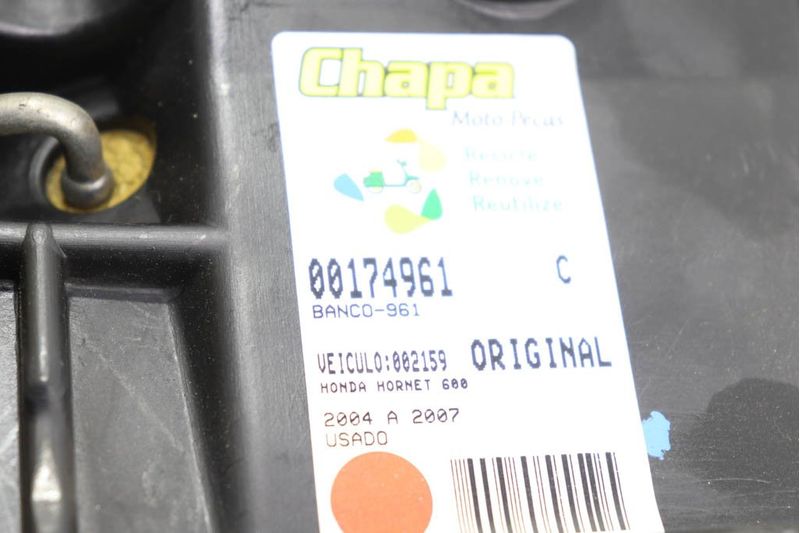 Chapa
Moto Peças
Recicle
Renove
Reutilize
00174961 C
BANCO-961
VEICULO:002159 ORIGINAL
HONDA HORNET 600
2004 A 2007
USADO